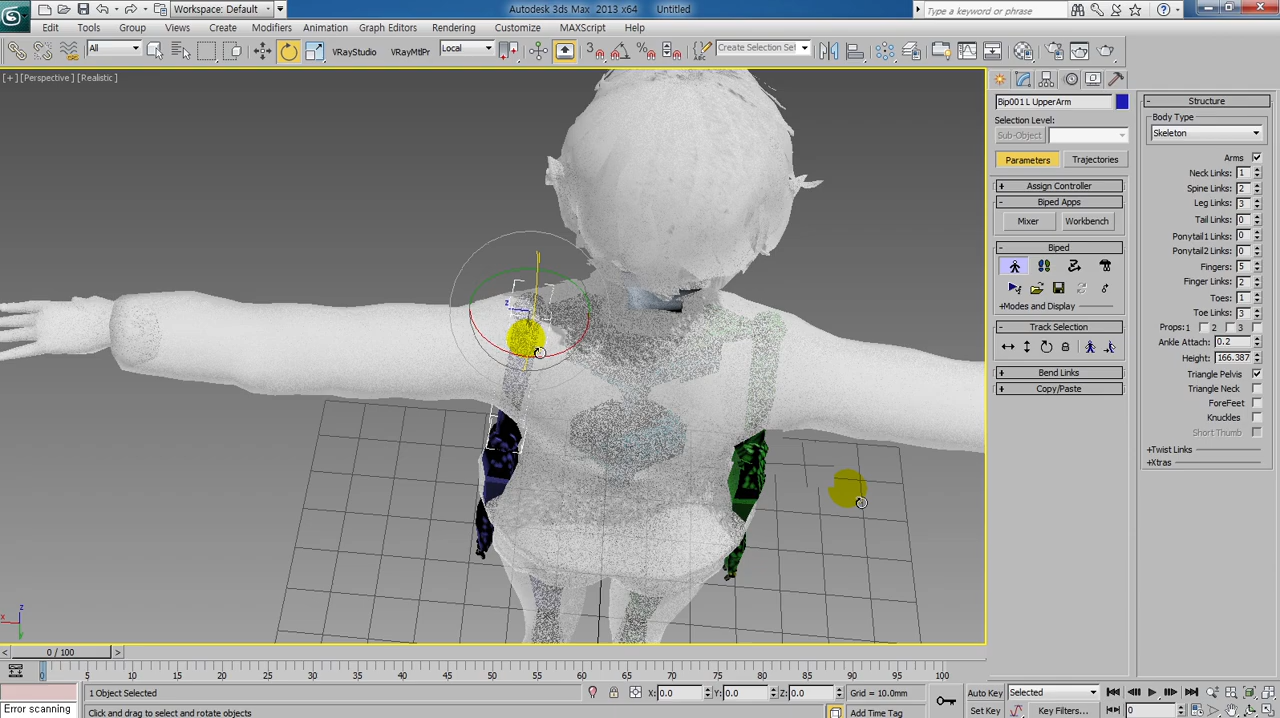 Workspace: Default
Autodesk 3ds Max 2013 x64 Untitled
Type a keyword or phrase
Edit Tools Group Views Create Modifiers Animation Graph Editors Rendering Customize MAXScript Help
All VRayStudio VRayMtlPr Local Create Selection Set
[+] [Perspective] [Realistic]
Bip001 L UpperArm
Selection Level:
Sub-Object
Parameters Trajectories
+ Assign Controller
- Biped Apps
Mixer Workbench
- Biped
+Modes and Display
- Track Selection
+ Bend Links
+ Copy/Paste
- Structure
Body Type
Skeleton
Arms
Neck Links: 1
Spine Links: 2
Leg Links: 3
Tail Links: 0
Ponytail1 Links: 0
Ponytail2 Links: 0
Fingers: 5
Finger Links: 2
Toes: 1
Toe Links: 3
Props: 1 2 3
Ankle Attach: 0.2
Height: 166.387
Triangle Pelvis
Triangle Neck
ForeFeet
Knuckles
Short Thumb
+Twist Links
+Xtras
z
z
x
y
< 0 / 100 >
0 5 10 15 20 25 30 35 40 45 50 55 60 65 70 75 80 85 90 95 100
1 Object Selected X: 0.0 Y: 0.0 Z: 0.0 Grid = 10.0mm Auto Key Selected
Error scanning Click and drag to select and rotate objects Add Time Tag Set Key Key Filters... 0